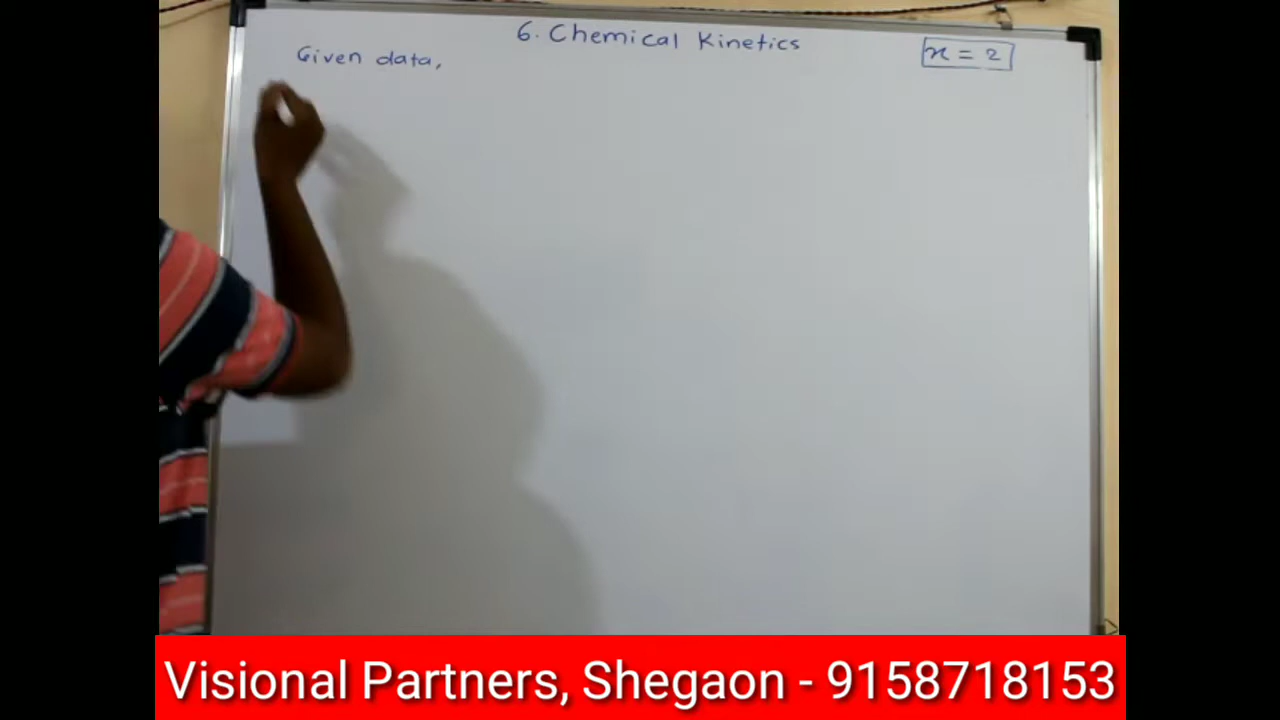 6. Chemical Kinetics
x = 2
Given data,
Visional Partners, Shegaon - 9158718153